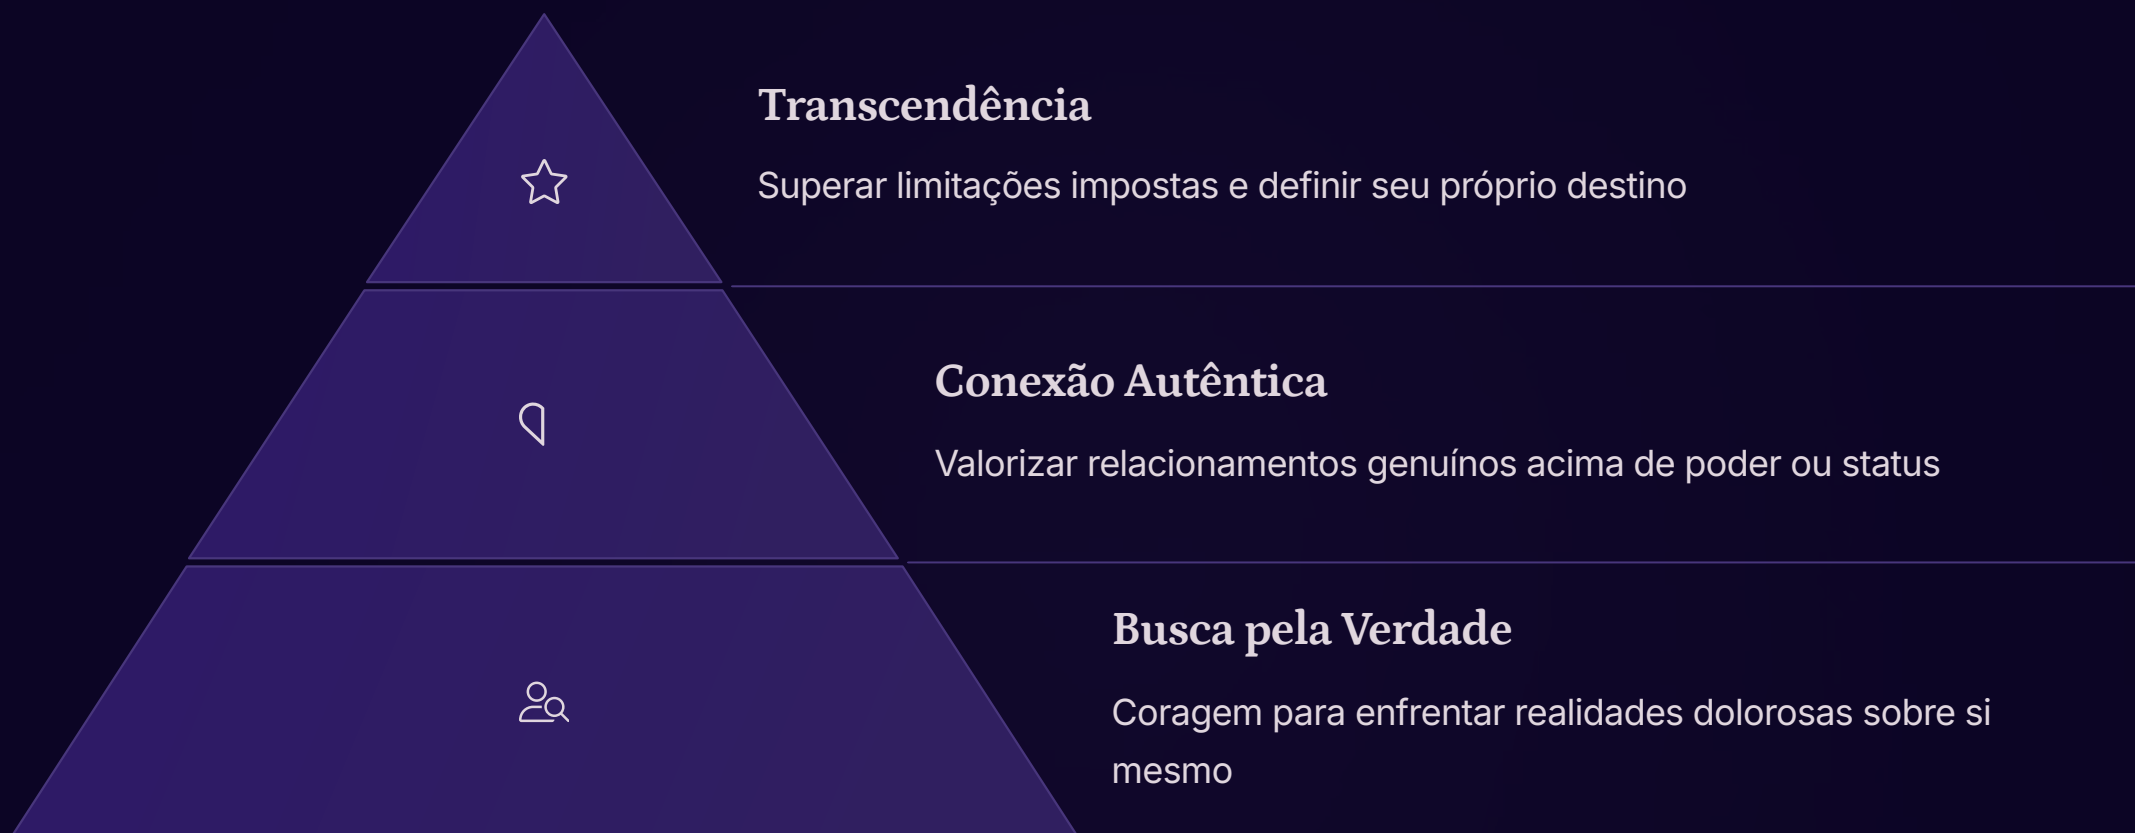 Transcendência
Superar limitações impostas e definir seu próprio destino
Conexão Autêntica
Valorizar relacionamentos genuínos acima de poder ou status
Busca pela Verdade
Coragem para enfrentar realidades dolorosas sobre si
mesmo